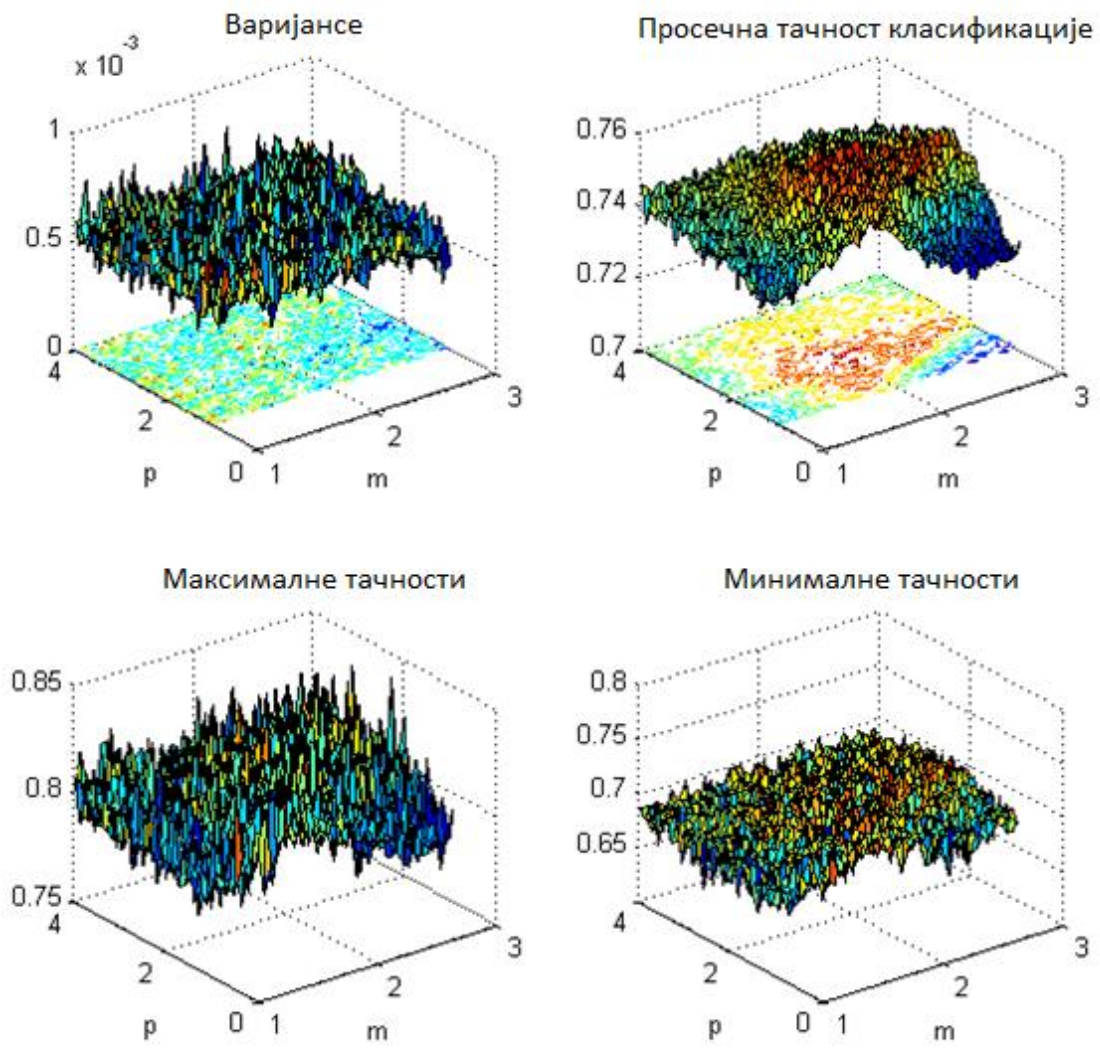 Варијансе
x 10-3
1
0.5
0
4
2
0
p
1
2
3
m
Просечна тачност класификације
0.76
0.74
0.72
0.7
4
2
0
p
1
2
3
m
Максималне тачности
0.85
0.8
0.75
4
2
0
p
1
2
3
m
Минималне тачности
0.8
0.75
0.7
0.65
4
2
0
p
1
2
3
m